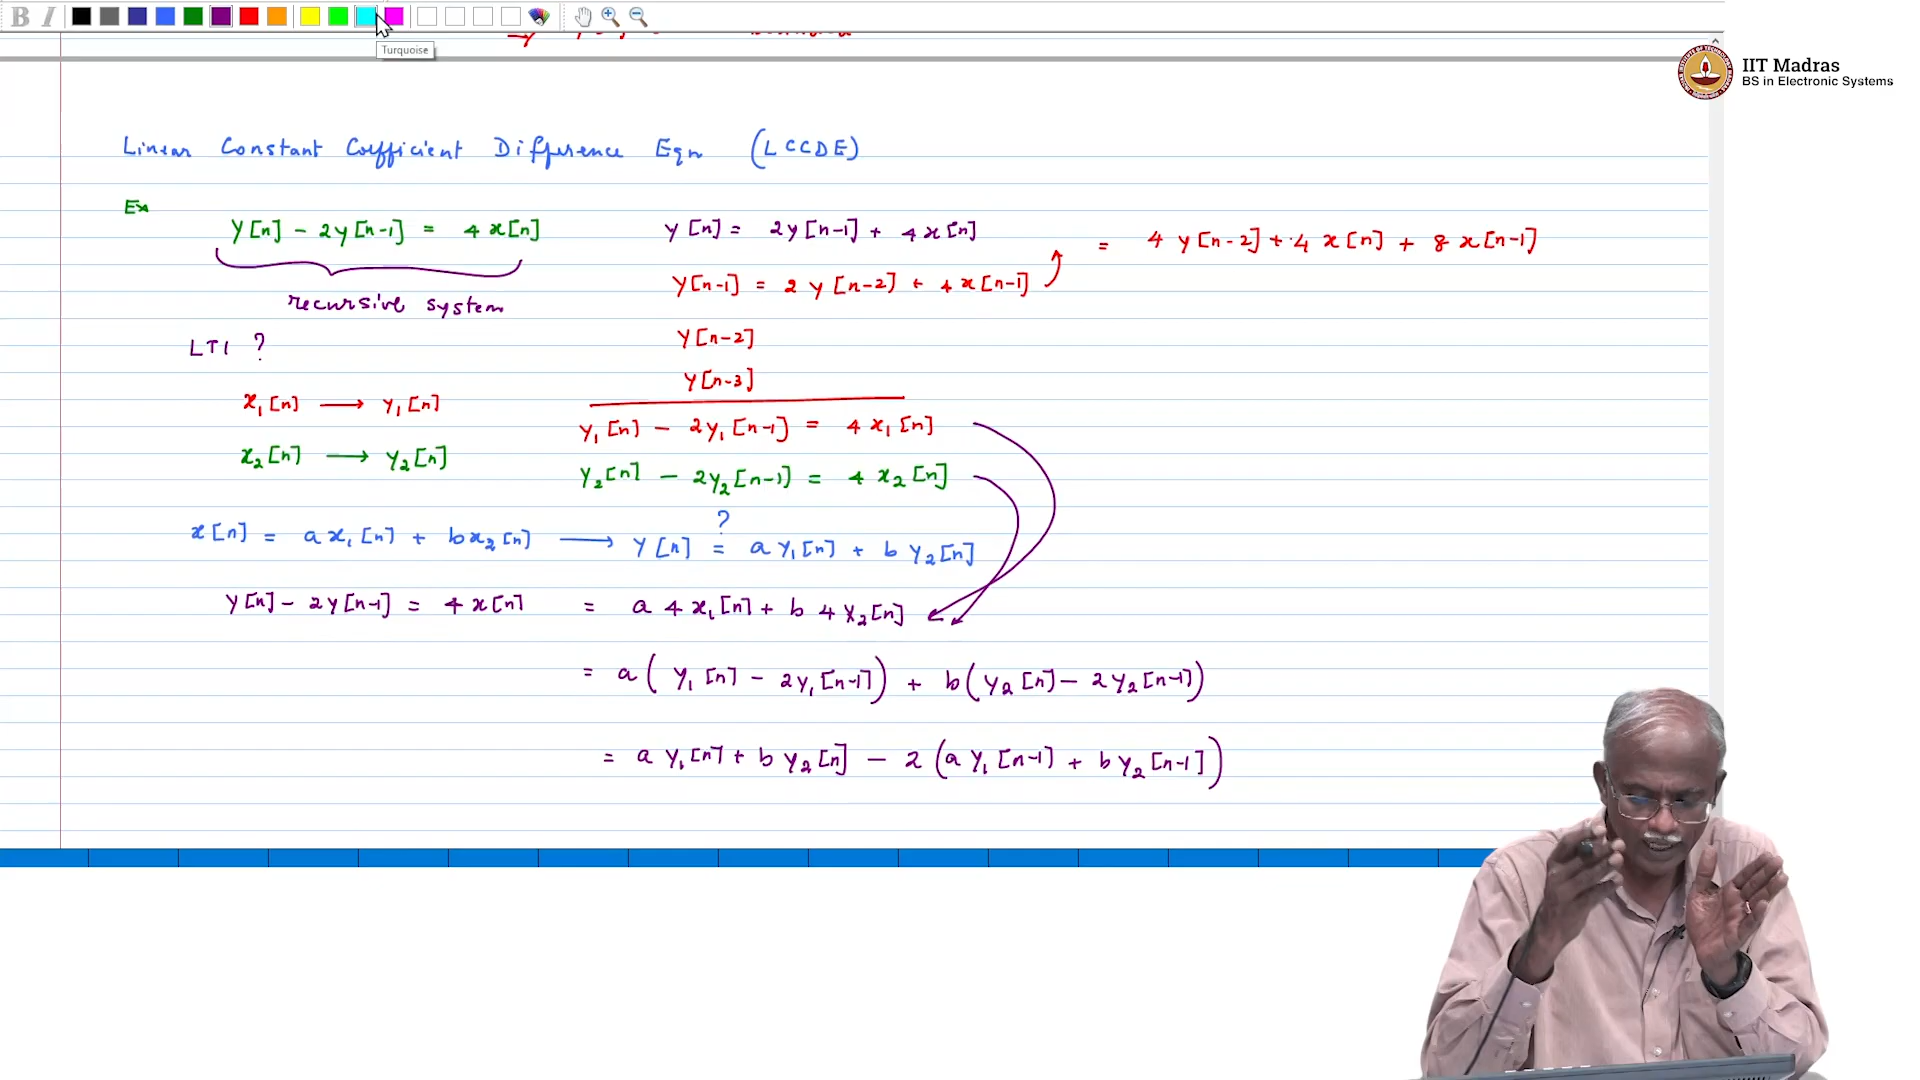 B I
Turquoise
IIT Madras
BS in Electronic Systems
Linear Constant Coefficient Difference Eqn (LCCDE)
Ex
y[n] - 2y[n-1] = 4x[n]
y[n] = 2y[n-1] + 4x[n]
= 4y[n-2] + 4x[n] + 8x[n-1]
recursive system
y[n-1] = 2y[n-2] + 4x[n-1]
LTI ?
y[n-2]
y[n-3]
x₁[n] ⟶ y₁[n]
y₁[n] - 2y₁[n-1] = 4x₁[n]
x₂[n] ⟶ y₂[n]
y₂[n] - 2y₂[n-1] = 4x₂[n]
?
x[n] = ax₁[n] + bx₂[n] ⟶ y[n] = ay₁[n] + by₂[n]
y[n] - 2y[n-1] = 4x[n] = a4x₁[n] + b4x₂[n]
= a(y₁[n] - 2y₁[n-1]) + b(y₂[n] - 2y₂[n-1])
= ay₁[n] + by₂[n] - 2(ay₁[n-1] + by₂[n-1])